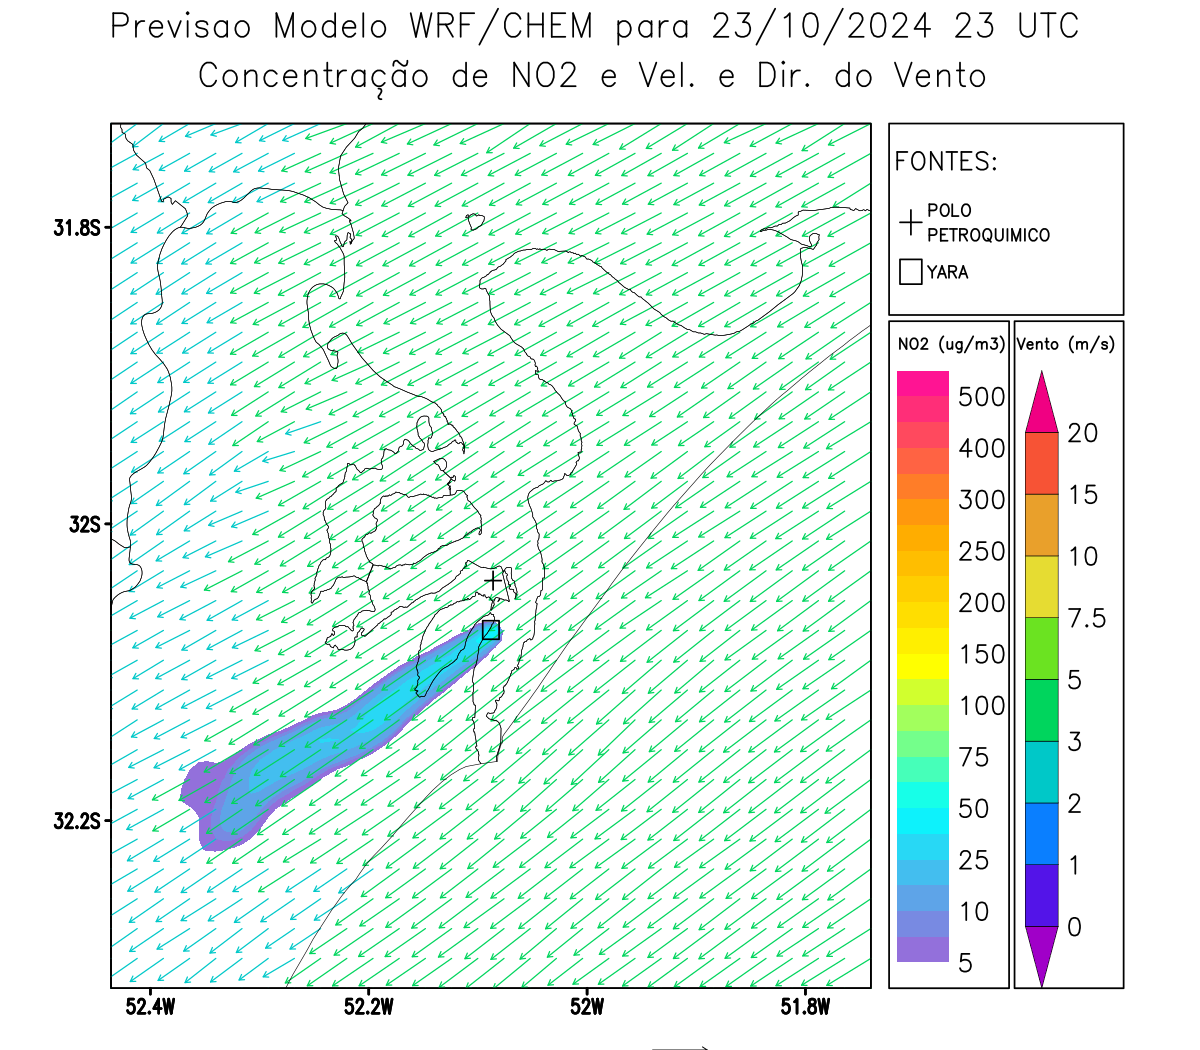 Previsao Modelo WRF/CHEM para 23/10/2024 23 UTC
Concentração de NO2 e Vel. e Dir. do Vento
FONTES:
POLO
PETROQUIMICO
YARA
31.8S
32S
32.2S
52.4W
52.2W
52W
51.8W
NO2 (ug/m3)
500
400
300
250
200
150
100
75
50
25
10
5
Vento (m/s)
20
15
10
7.5
5
3
2
1
0